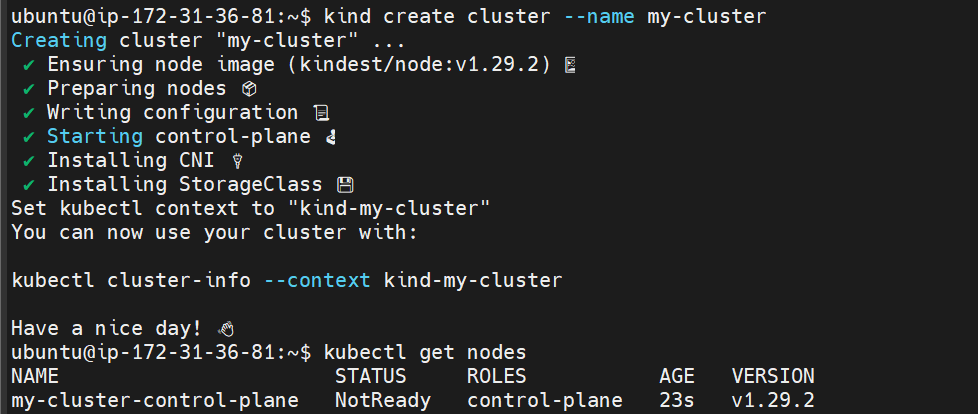 ubuntu@ip-172-31-36-81:~$ kind create cluster --name my-cluster
Creating cluster "my-cluster" ...
✔ Ensuring node image (kindest/node:v1.29.2) 🖼
✔ Preparing nodes 📦
✔ Writing configuration 📜
✔ Starting control-plane 🕹
✔ Installing CNI 🔌
✔ Installing StorageClass 💾
Set kubectl context to "kind-my-cluster"
You can now use your cluster with:

kubectl cluster-info --context kind-my-cluster

Have a nice day! 👋
ubuntu@ip-172-31-36-81:~$ kubectl get nodes
NAME STATUS ROLES AGE VERSION
my-cluster-control-plane NotReady control-plane 23s v1.29.2